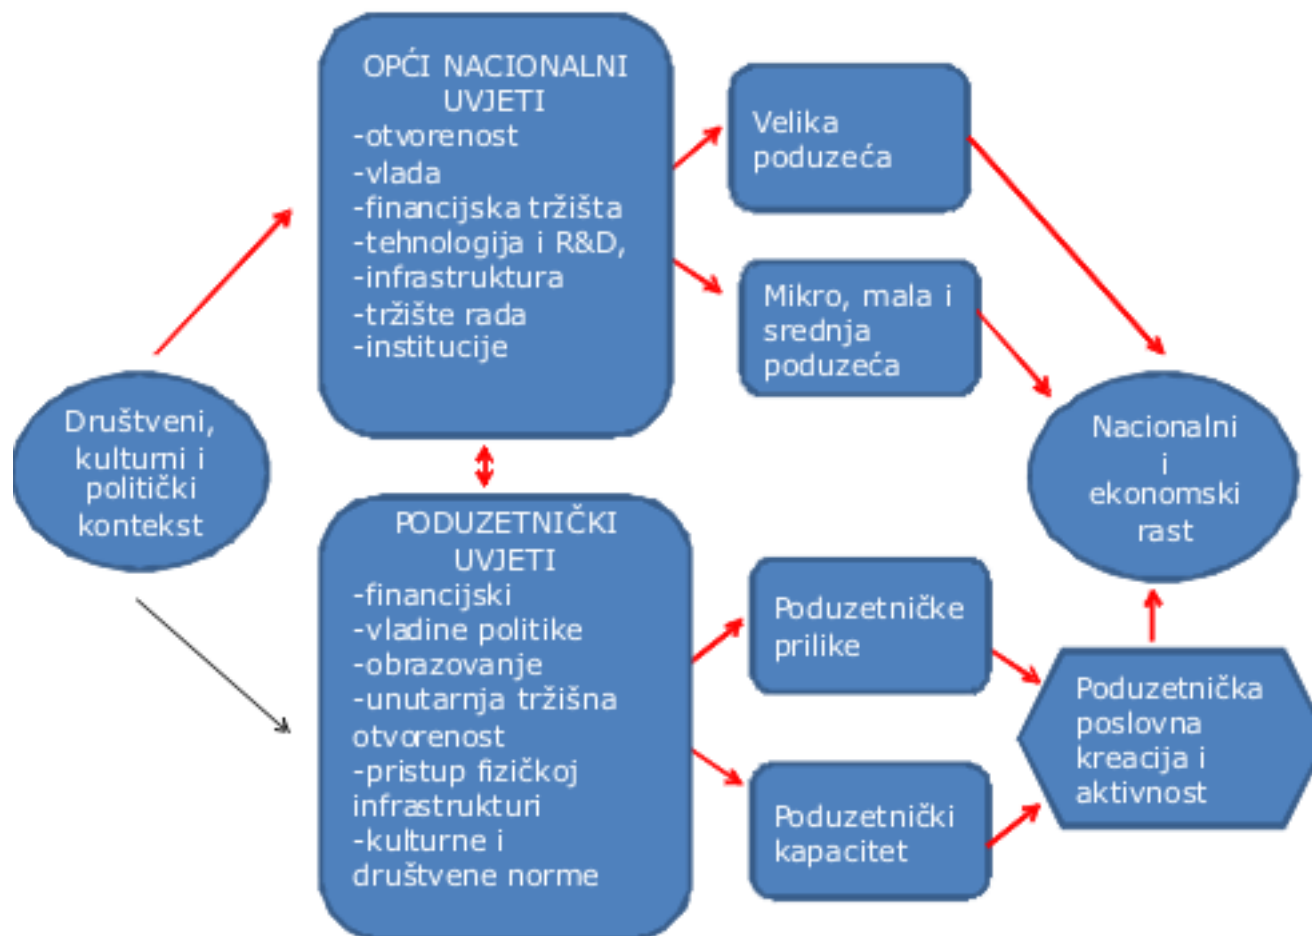 Društveni,
kulturni i
politički
kontekst
OPĆI NACIONALNI
UVJETI
-otvorenost
-vlada
-financijska tržišta
-tehnologija i R&D,
-infrastruktura
-tržište rada
-institucije
PODUZETNIČKI
UVJETI
-financijski
-vladine politike
-obrazovanje
-unutarnja tržišna
otvorenost
-pristup fizičkoj
infrastrukturi
-kulturne i
društvene norme
Velika
poduzeća
Mikro, mala i
srednja
poduzeća
Poduzetničke
prilike
Poduzetnički
kapacitet
Nacionalni
i
ekonomski
rast
Poduzetnička
poslovna
kreacija i
aktivnost